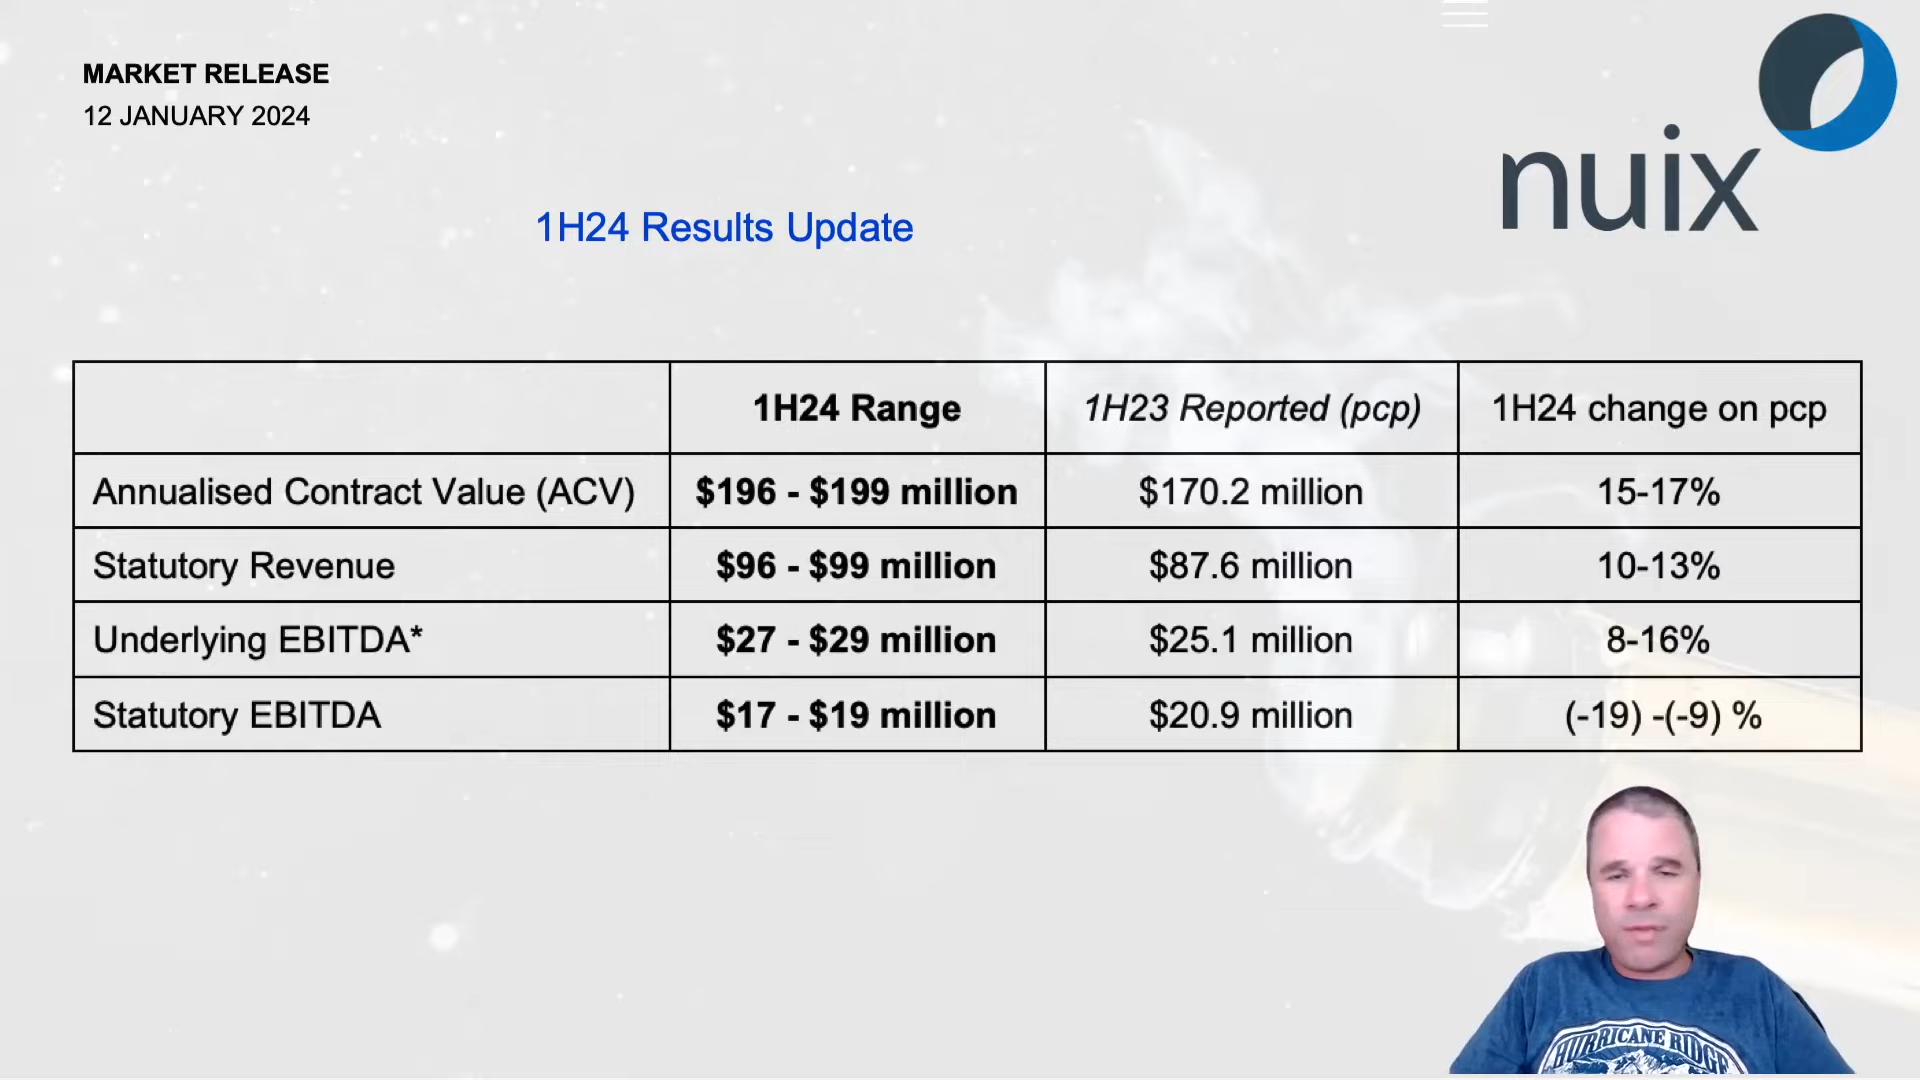 MARKET RELEASE
12 JANUARY 2024
nuix
1H24 Results Update
1H24 Range 1H23 Reported (pcp) 1H24 change on pcp
Annualised Contract Value (ACV) $196 - $199 million $170.2 million 15-17%
Statutory Revenue $96 - $99 million $87.6 million 10-13%
Underlying EBITDA* $27 - $29 million $25.1 million 8-16%
Statutory EBITDA $17 - $19 million $20.9 million (-19) -(-9) %
HURRICANE RIDGE